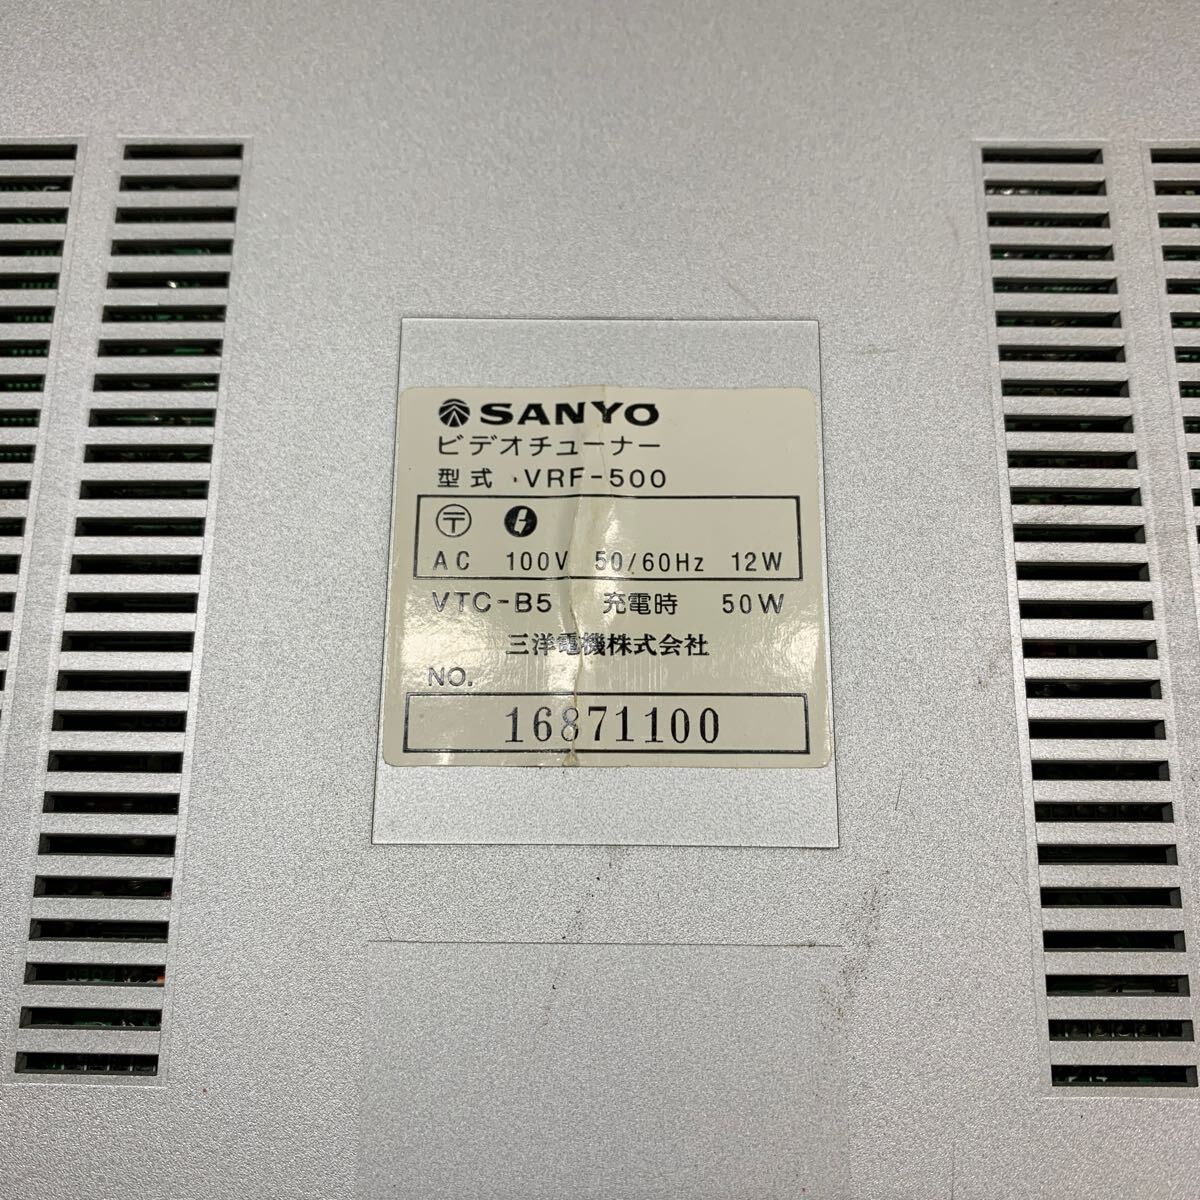 SANYO
ビデオチューナー
型式 VRF-500
〒
AC 100V 50/60Hz 12W
VTC-B5 充電時 50W
三洋電機株式会社
NO.
16871100